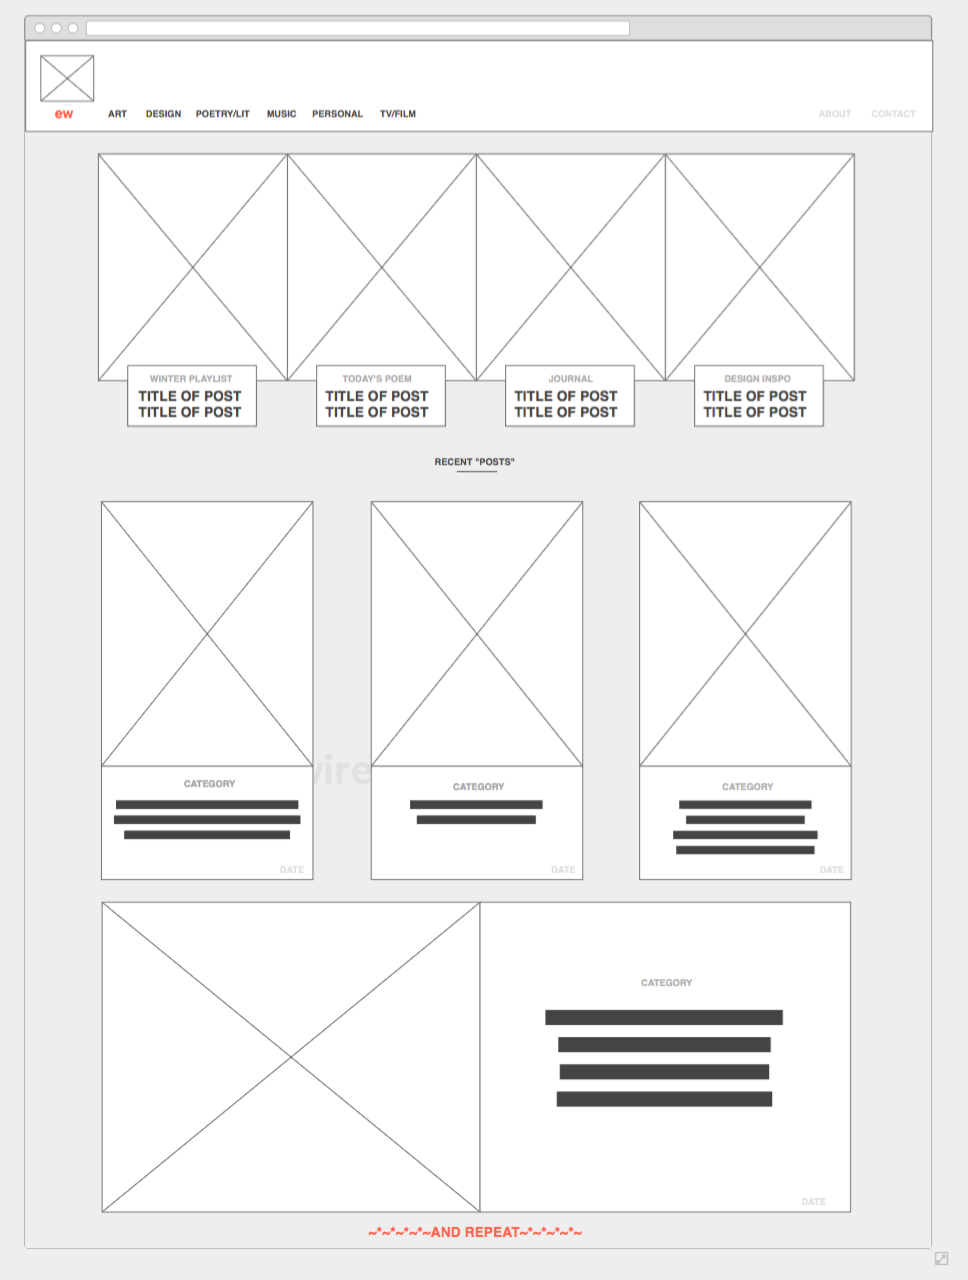 ew ART DESIGN POETRY/LIT MUSIC PERSONAL TV/FILM ABOUT CONTACT
WINTER PLAYLIST
TITLE OF POST
TITLE OF POST
TODAY'S POEM
TITLE OF POST
TITLE OF POST
JOURNAL
TITLE OF POST
TITLE OF POST
DESIGN INSPO
TITLE OF POST
TITLE OF POST
RECENT "POSTS"
CATEGORY
DATE
CATEGORY
DATE
CATEGORY
DATE
CATEGORY
DATE
~*~*~*~*~AND REPEAT~*~*~*~*~